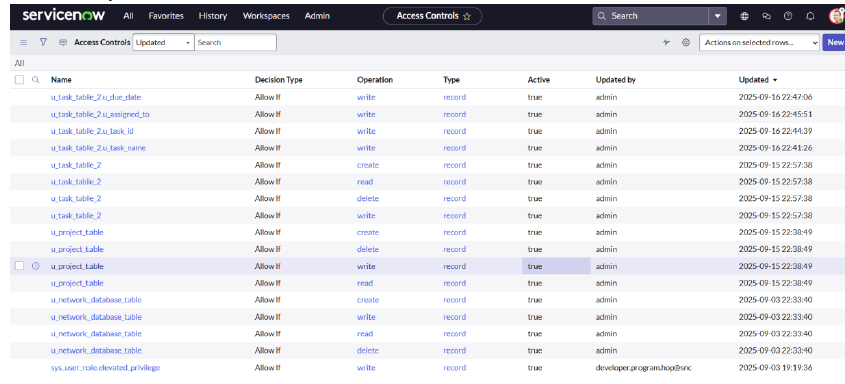 servicenow All Favorites History Workspaces Admin Access Controls ☆ Search
Access Controls Updated Search Actions on selected rows... New
All
Name Decision Type Operation Type Active Updated by Updated
u_task_table_2.u_due_date Allow If write record true admin 2025-09-16 22:47:06
u_task_table_2.u_assigned_to Allow If write record true admin 2025-09-16 22:45:51
u_task_table_2.u_task_id Allow If write record true admin 2025-09-16 22:44:39
u_task_table_2.u_task_name Allow If write record true admin 2025-09-16 22:41:26
u_task_table_2 Allow If create record true admin 2025-09-15 22:57:38
u_task_table_2 Allow If read record true admin 2025-09-15 22:57:38
u_task_table_2 Allow If delete record true admin 2025-09-15 22:57:38
u_task_table_2 Allow If write record true admin 2025-09-15 22:57:38
u_project_table Allow If create record true admin 2025-09-15 22:38:49
u_project_table Allow If delete record true admin 2025-09-15 22:38:49
u_project_table Allow If write record true admin 2025-09-15 22:38:49
u_project_table Allow If read record true admin 2025-09-15 22:38:49
u_network_database_table Allow If create record true admin 2025-09-03 22:33:40
u_network_database_table Allow If write record true admin 2025-09-03 22:33:40
u_network_database_table Allow If read record true admin 2025-09-03 22:33:40
u_network_database_table Allow If delete record true admin 2025-09-03 22:33:40
sys_user_role.elevated_privilege Allow If write record true developer.program.hop@snc 2025-09-03 19:19:36